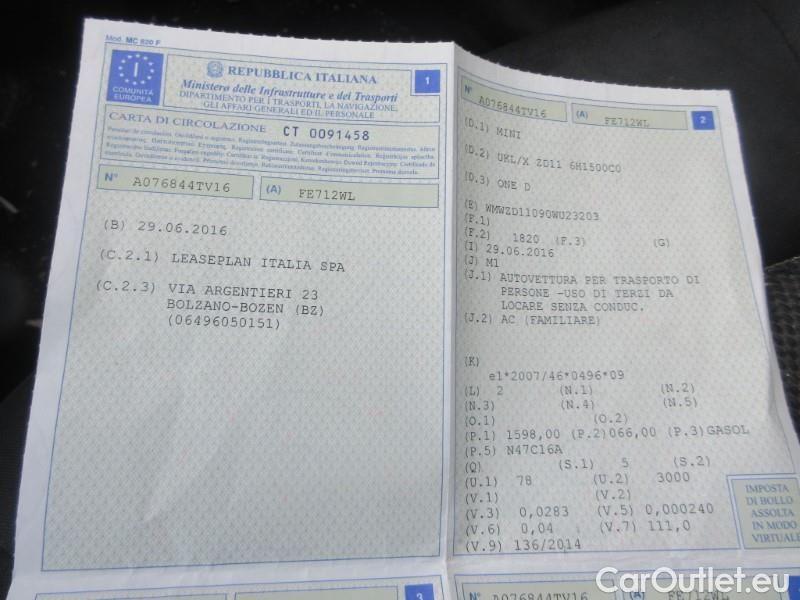 Mod. MC 820 F
I
COMUNITÀ
EUROPEA
REPUBBLICA ITALIANA
1
Ministero delle Infrastrutture e dei Trasporti
DIPARTIMENTO PER I TRASPORTI, LA NAVIGAZIONE,
GLI AFFARI GENERALI ED IL PERSONALE
CARTA DI CIRCOLAZIONE CT 0091458
N° A076844TV16 (A) FE712WL
(B) 29.06.2016
(C.2.1) LEASEPLAN ITALIA SPA
(C.2.3) VIA ARGENTIERI 23
BOLZANO-BOZEN (BZ)
(06496050151)
N° A076844TV16 (A) FE712WL 2
(D.1) MINI
(D.2) UKL/X ZD11 6H1500C0
(D.3) ONE D
(E) WMWZD11090WU23203
(F.1)
(F.2) 1820 (F.3) (G)
(I) 29.06.2016
(J) M1
(J.1) AUTOVETTURA PER TRASPORTO DI
PERSONE -USO DI TERZI DA
LOCARE SENZA CONDUC.
(J.2) AC (FAMILIARE)
(K)
e1*2007/46*0496*09
(L) 2 (N.1) (N.2)
(N.3) (N.4) (N.5)
(O.1) (O.2)
(P.1) 1598,00 (P.2)066,00 (P.3)GASOL
(P.5) N47C16A
(Q) (S.1) 5 (S.2)
(U.1) 78 (U.2) 3000
(V.1) (V.2)
(V.3) 0,0283 (V.5) 0,000240
(V.6) 0,04 (V.7) 111,0
(V.9) 136/2014
IMPOSTA
DI BOLLO
ASSOLTA
IN MODO
VIRTUALE
3
N° A076844TV16 (A) FE712WL
CarOutlet.eu